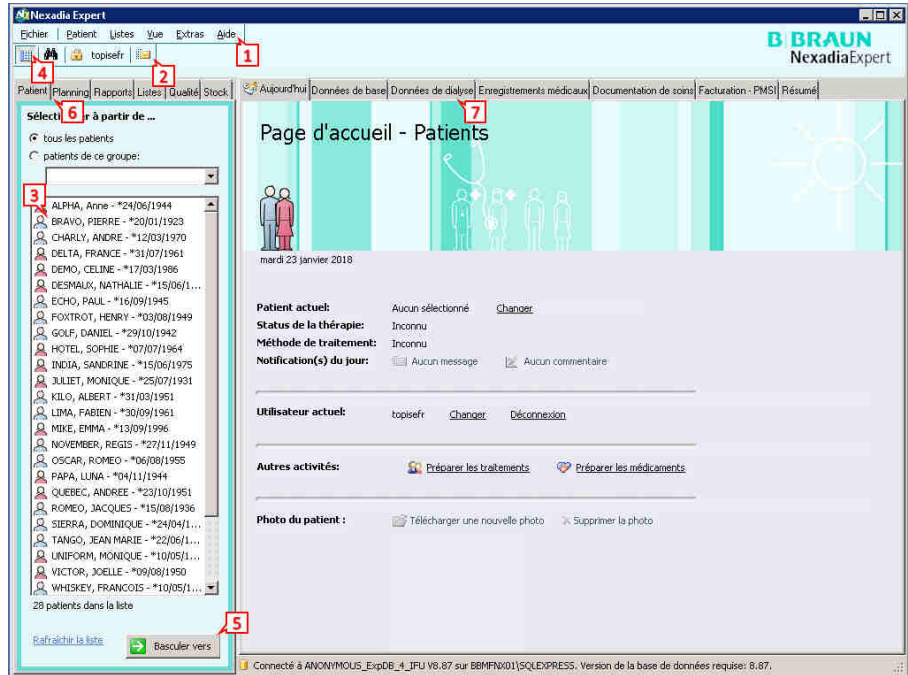 Nexadia Expert
Fichier Patient Listes Vue Extras Aide
1
B BRAUN
NexadiaExpert
topisefr
4
2
Patient Planning Rapports Listes Qualité Stock
Aujourd'hui Données de base Données de dialyse Enregistrements médicaux Documentation de soins Facturation - PMSI Résumé
6
7
Sélecti r à partir de ...
tous les patients
patients de ce groupe:
Page d'accueil - Patients
3
ALPHA, Anne - *24/06/1944
BRAVO, PIERRE - *20/01/1923
CHARLY, ANDRE - *12/03/1970
DELTA, FRANCE - *31/07/1961
DEMO, CELINE - *17/03/1986
DESMAUX, NATHALIE - *15/06/1...
ECHO, PAUL - *16/09/1945
FOXTROT, HENRY - *03/08/1949
GOLF, DANIEL - *29/10/1942
HOTEL, SOPHIE - *07/07/1964
INDIA, SANDRINE - *15/06/1975
JULIET, MONIQUE - *25/07/1931
KILO, ALBERT - *31/03/1951
LIMA, FABIEN - *30/09/1961
MIKE, EMMA - *13/09/1996
NOVEMBER, REGIS - *27/11/1949
OSCAR, ROMEO - *06/08/1955
PAPA, LUNA - *04/11/1944
QUEBEC, ANDREE - *23/10/1951
ROMEO, JACQUES - *15/08/1936
SIERRA, DOMINIQUE - *24/04/1...
TANGO, JEAN MARIE - *22/06/1...
UNIFORM, MONIQUE - *10/05/1...
VICTOR, JOELLE - *09/08/1950
WHISKEY, FRANCOIS - *10/05/1...
28 patients dans la liste
5
Rafraîchir la liste
Basculer vers
mardi 23 janvier 2018
Patient actuel: Aucun sélectionné Changer
Status de la thérapie: Inconnu
Méthode de traitement: Inconnu
Notification(s) du jour: Aucun message Aucun commentaire
Utilisateur actuel: topisefr Changer Déconnexion
Autres activités: Préparer les traitements Préparer les médicaments
Photo du patient : Télécharger une nouvelle photo Supprimer la photo
Connecté à ANONYMOUS_ExpDB_4_IFU V8.87 sur BBMFNX01\SQLEXPRESS. Version de la base de données requise: 8.87.